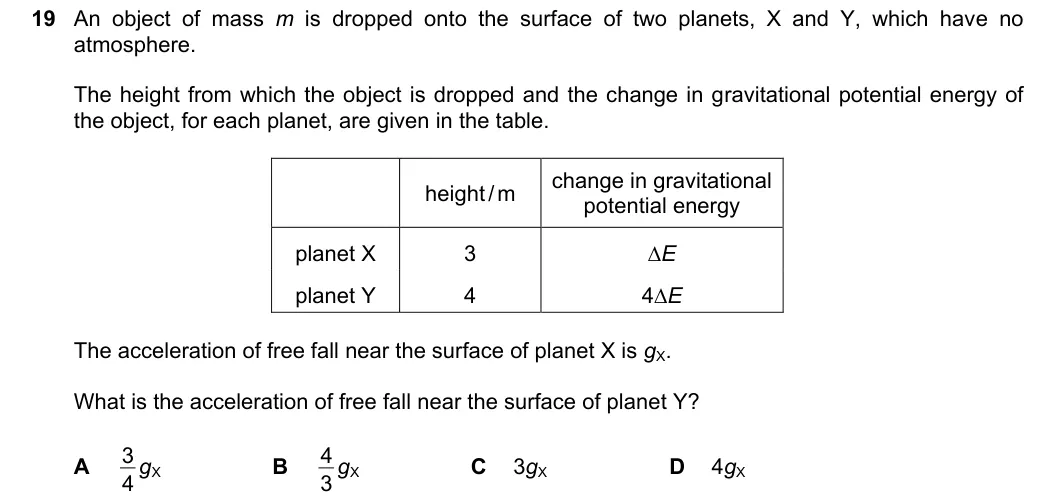 19 An object of mass m is dropped onto the surface of two planets, X and Y, which have no
atmosphere.
The height from which the object is dropped and the change in gravitational potential energy of
the object, for each planet, are given in the table.
height / m
change in gravitational
potential energy
planet X 3 ΔE
planet Y 4 4ΔE
The acceleration of free fall near the surface of planet X is gₓ.
What is the acceleration of free fall near the surface of planet Y?
A 3/4 gₓ B 4/3 gₓ C 3gₓ D 4gₓ